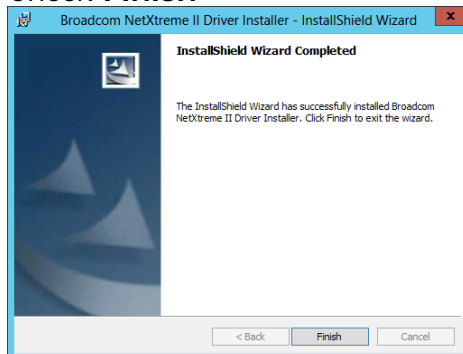 Broadcom NetXtreme II Driver Installer - InstallShield Wizard x
InstallShield Wizard Completed
The InstallShield Wizard has successfully installed Broadcom
NetXtreme II Driver Installer. Click Finish to exit the wizard.
< Back Finish Cancel